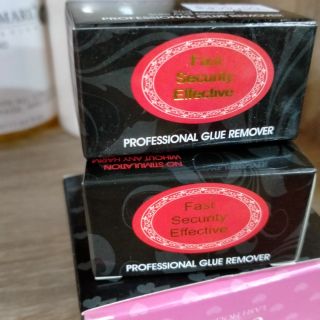 Fast
Security
Effective
PROFESSIONAL GLUE REMOVER
NO STIMULATION
WITHOUT ANY HARM
Fast
Security
Effective
PROFESSIONAL GLUE REMOVER